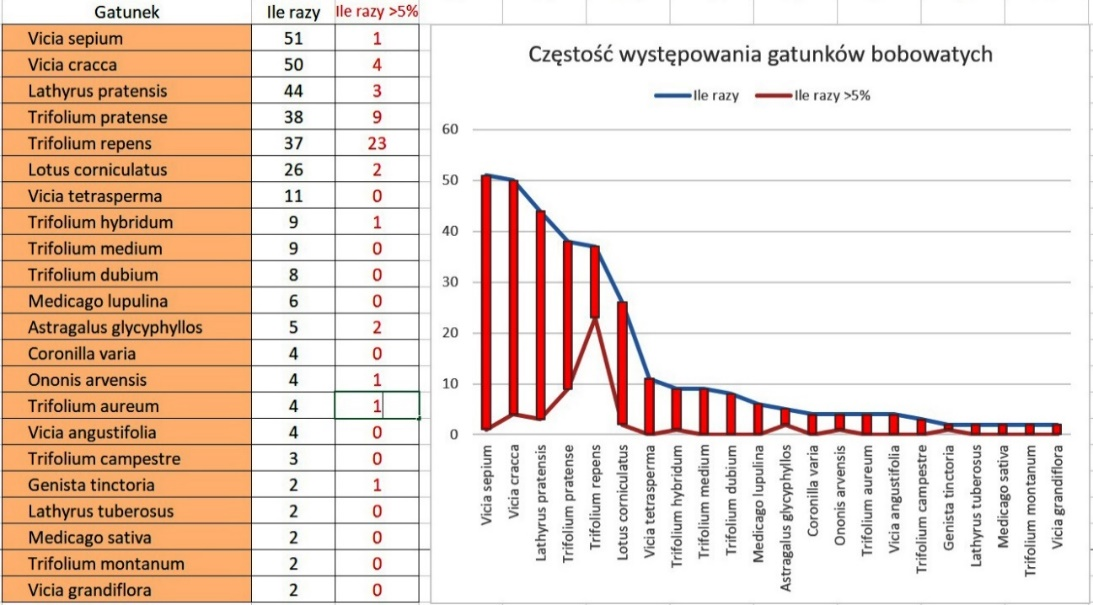 Gatunek Ile razy Ile razy >5%
Vicia sepium 51 1
Vicia cracca 50 4
Lathyrus pratensis 44 3
Trifolium pratense 38 9
Trifolium repens 37 23
Lotus corniculatus 26 2
Vicia tetrasperma 11 0
Trifolium hybridum 9 1
Trifolium medium 9 0
Trifolium dubium 8 0
Medicago lupulina 6 0
Astragalus glycyphyllos 5 2
Coronilla varia 4 0
Ononis arvensis 4 1
Trifolium aureum 4 1
Vicia angustifolia 4 0
Trifolium campestre 3 0
Genista tinctoria 2 1
Lathyrus tuberosus 2 0
Medicago sativa 2 0
Trifolium montanum 2 0
Vicia grandiflora 2 0
Częstość występowania gatunków bobowatych
Ile razy Ile razy >5%
60
50
40
30
20
10
0
Vicia sepium
Vicia cracca
Lathyrus pratensis
Trifolium pratense
Trifolium repens
Lotus corniculatus
Vicia tetrasperma
Trifolium hybridum
Trifolium medium
Trifolium dubium
Medicago lupulina
Astragalus glycyphyllos
Coronilla varia
Ononis arvensis
Trifolium aureum
Vicia angustifolia
Trifolium campestre
Genista tinctoria
Lathyrus tuberosus
Medicago sativa
Trifolium montanum
Vicia grandiflora